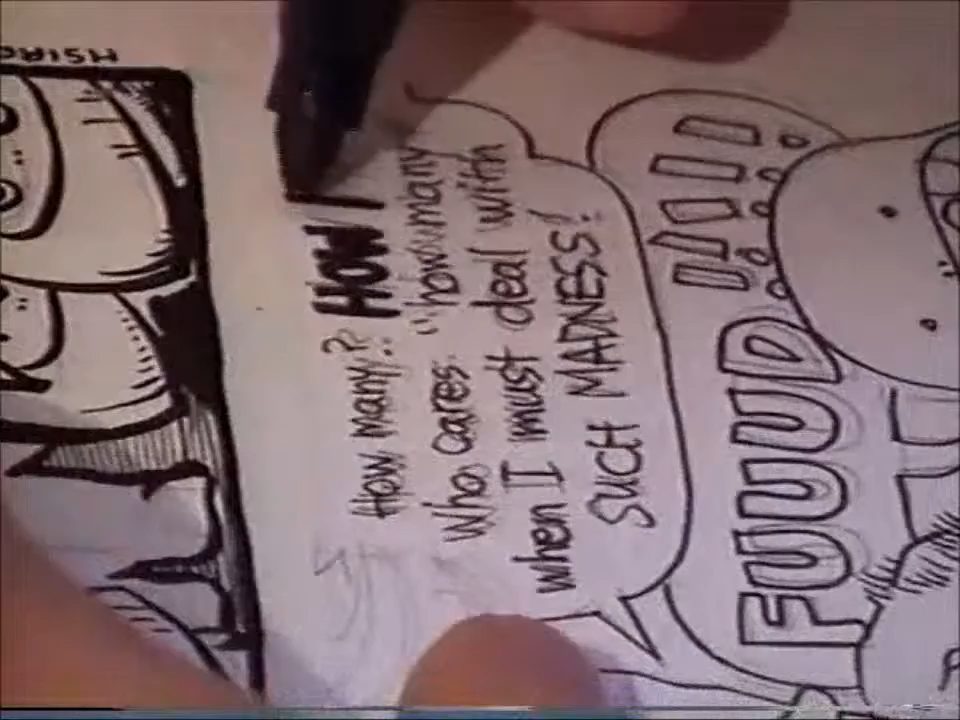 How many?! HOW
Who cares "how many
when I must deal with
SUCH MADNESS!
FUUUD!!!!!